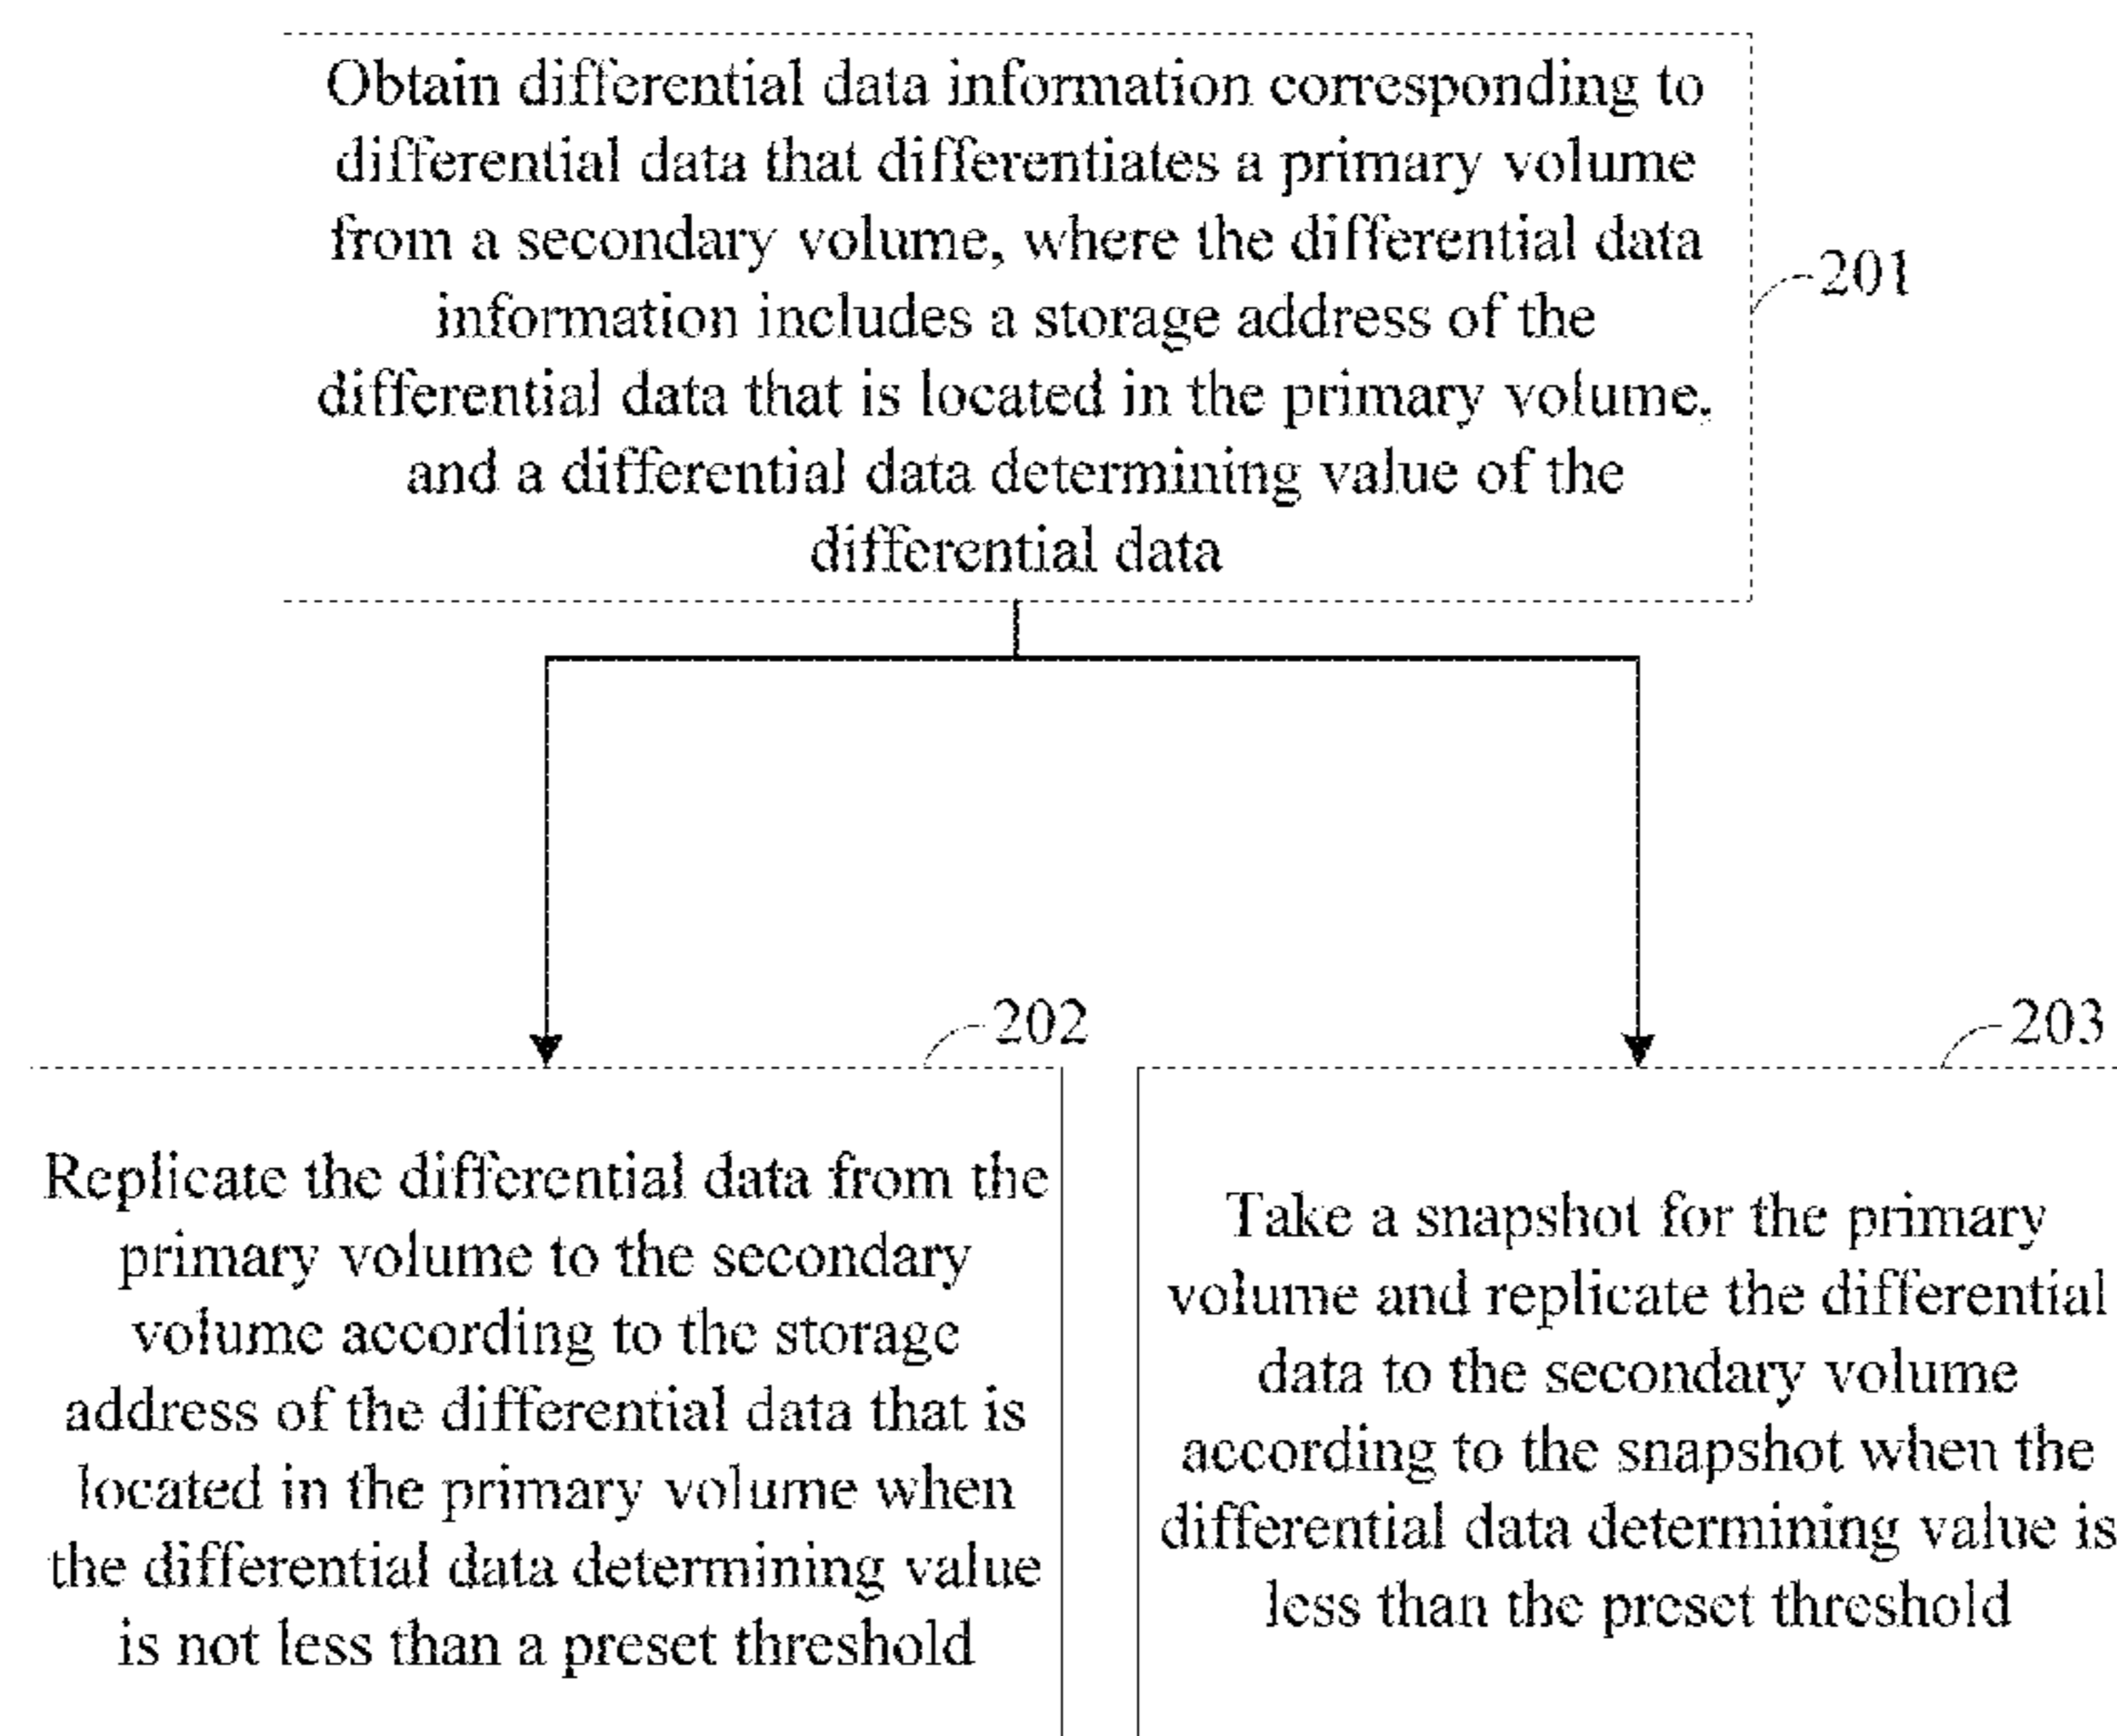 Obtain differential data information corresponding to
differential data that differentiates a primary volume
from a secondary volume, where the differential data
information includes a storage address of the
differential data that is located in the primary volume,
and a differential data determining value of the
differential data
201
202
Replicate the differential data from the
primary volume to the secondary
volume according to the storage
address of the differential data that is
located in the primary volume when
the differential data determining value
is not less than a preset threshold
203
Take a snapshot for the primary
volume and replicate the differential
data to the secondary volume
according to the snapshot when the
differential data determining value is
less than the preset threshold